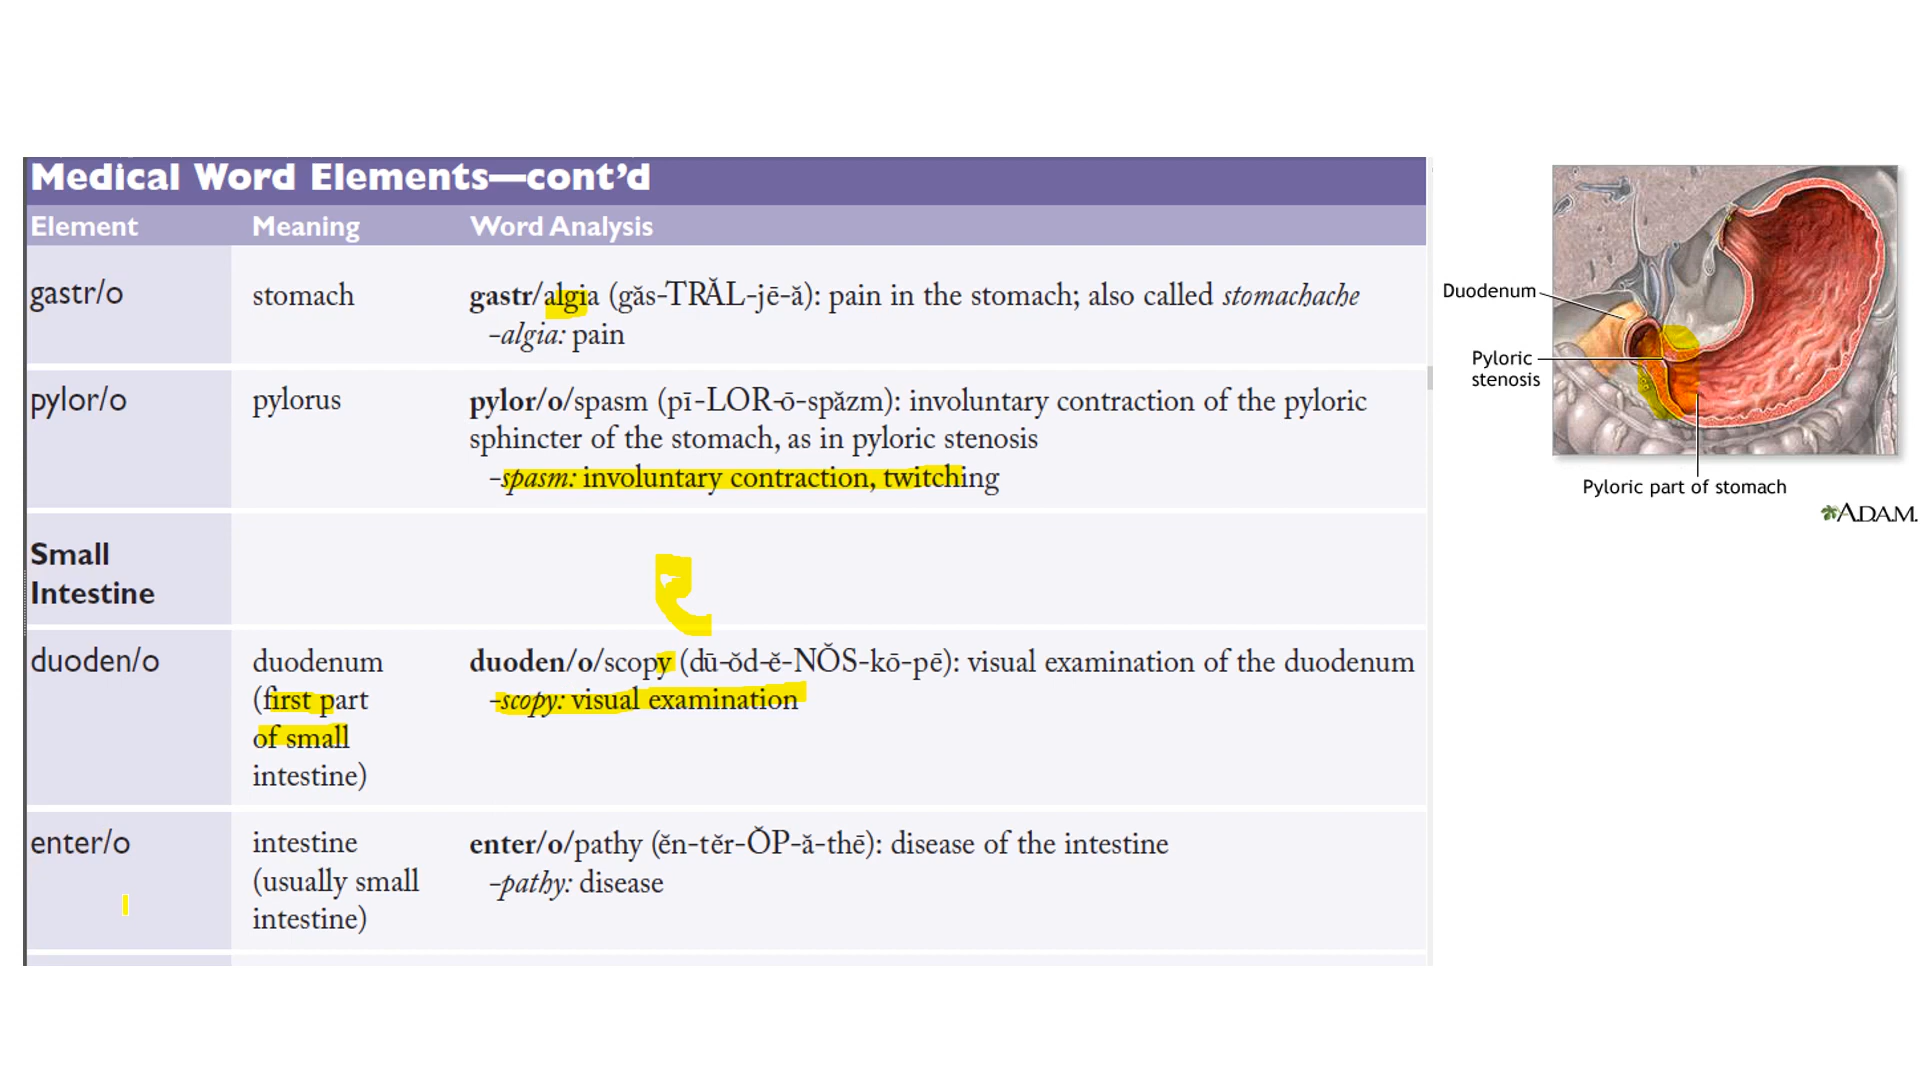 Medical Word Elements—cont’d
Element Meaning Word Analysis
gastr/o stomach gastr/algia (găs-TRĂL-jē-ă): pain in the stomach; also called stomachache
–algia: pain
pylor/o pylorus pylor/o/spasm (pī-LOR-ō-spăzm): involuntary contraction of the pyloric
sphincter of the stomach, as in pyloric stenosis
–spasm: involuntary contraction, twitching
Small
Intestine
duoden/o duodenum duoden/o/scopy (dū-ŏd-ĕ-NŎS-kō-pē): visual examination of the duodenum
(first part –scopy: visual examination
of small
intestine)
enter/o intestine enter/o/pathy (ĕn-tĕr-ŎP-ă-thē): disease of the intestine
(usually small –pathy: disease
intestine)
Duodenum
Pyloric
stenosis
Pyloric part of stomach
A.D.A.M.